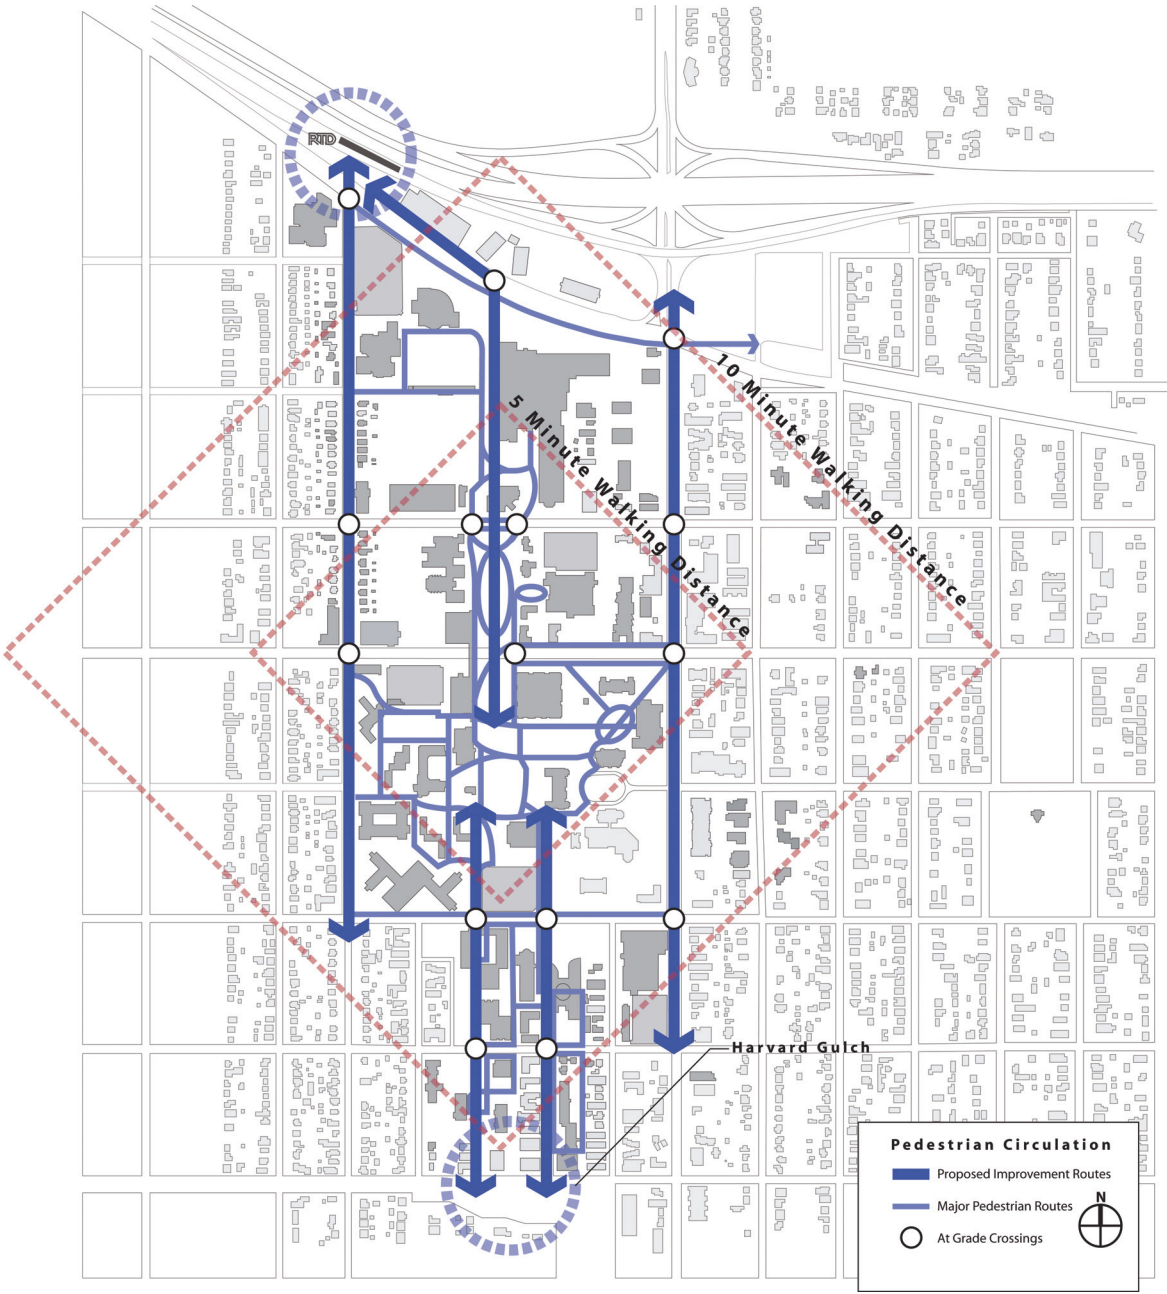 RTD
10 Minute Walking Distance
5 Minute Walking Distance
Harvard Gulch
Pedestrian Circulation
Proposed Improvement Routes
Major Pedestrian Routes
N
At Grade Crossings